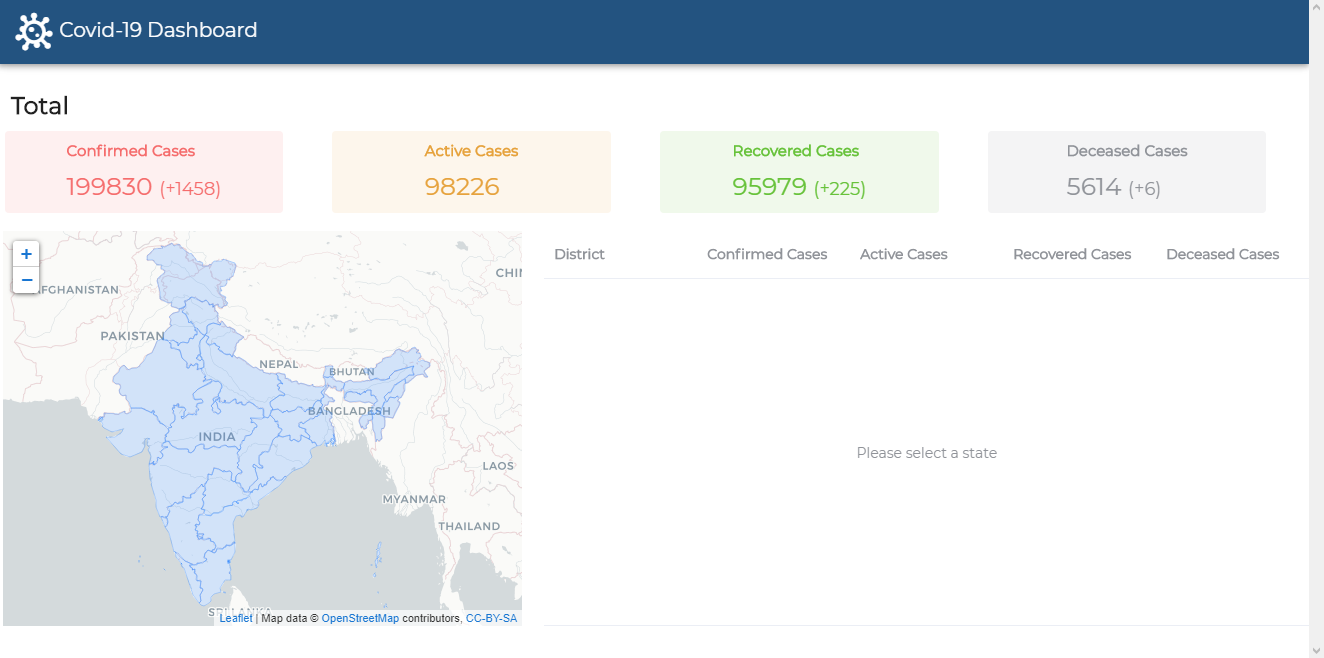 Covid-19 Dashboard
Total
Confirmed Cases
199830 (+1458)
Active Cases
98226
Recovered Cases
95979 (+225)
Deceased Cases
5614 (+6)
+
−
CHI
AFGHANISTAN
PAKISTAN
NEPAL
BHUTAN
BANGLADESH
INDIA
LAOS
MYANMAR
THAILAND
SRI LANKA
Leaflet | Map data © OpenStreetMap contributors, CC-BY-SA
District Confirmed Cases Active Cases Recovered Cases Deceased Cases
Please select a state